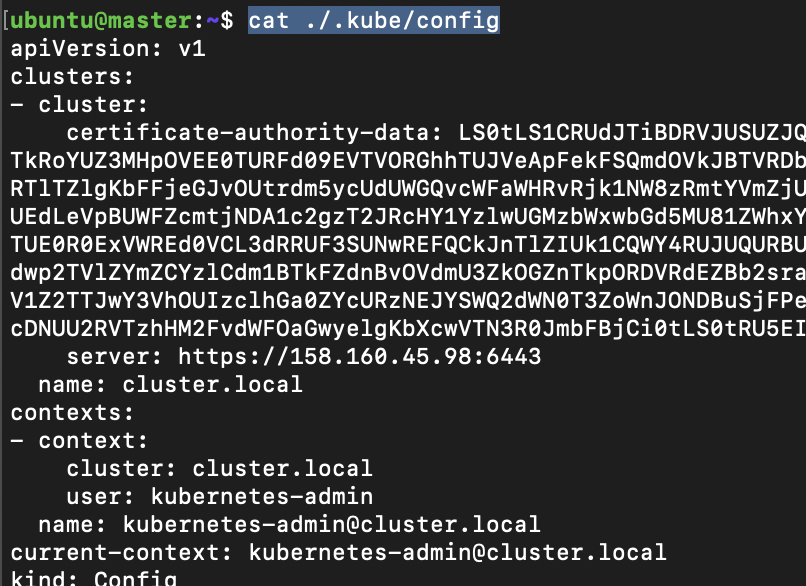 [ubuntu@master:~$ cat ./.kube/config
apiVersion: v1
clusters:
- cluster:
    certificate-authority-data: LS0tLS1CRUdJTiBDRVJUSUZJQ
TkRoYUZ3MHpOVEE0TURFd09EVTVORGhhTUJVeApFekFSQmdOVkJBTVRDb
RTlTZlgKbFFjeGJvOUtrdm5ycUdUWGQvcWFaWHRvRjk1NW8zRmtYVmZjU
UEdLeVpBUWFZcmtjNDA1c2gzT2JRcHY1YzlwUGMzbWxwbGd5MU81ZWhxY
TUE0R0ExVWREd0VCL3dRRUF3SUNwREFQCkJnTlZIUk1CQWY4RUJUQURBU
dwp2TVlZYmZCYzlCdm1BTkFZdnBvOVdmU3ZkOGZnTkpORDVRdEZBb2sra
V1Z2TTJwY3VhOUIzclhGa0ZYcURzNEJYSWQ2dWN0T3ZoWnJONDBuSjFPe
cDNUU2RVTzhHM2FvdWFOaGwyelgKbXcwVTN3R0JmbFBjCi0tLS0tRU5EI
    server: https://158.160.45.98:6443
  name: cluster.local
contexts:
- context:
    cluster: cluster.local
    user: kubernetes-admin
  name: kubernetes-admin@cluster.local
current-context: kubernetes-admin@cluster.local
kind: Config